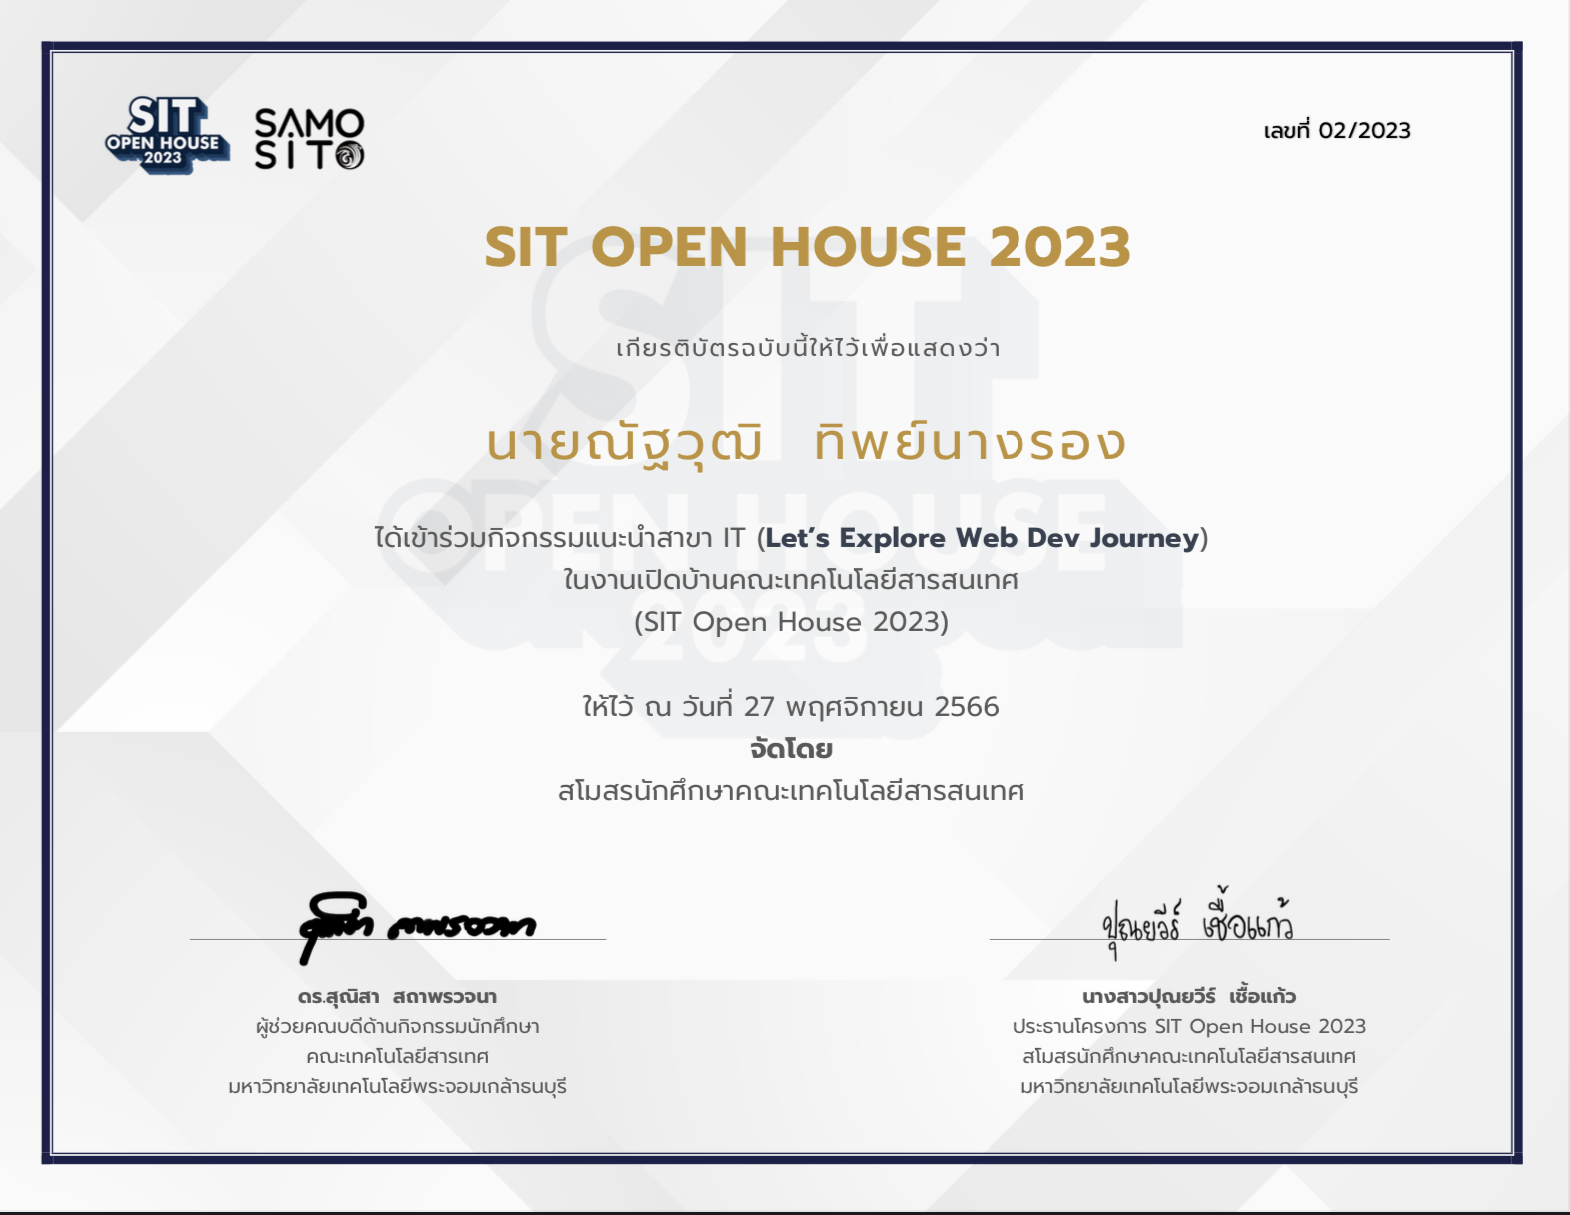 SIT
OPEN HOUSE
2023
SAMO
SIT
เลขที่ 02/2023
SIT OPEN HOUSE 2023
เกียรติบัตรฉบับนี้ให้ไว้เพื่อแสดงว่า
นายณัฐวุฒิ ทิพย์นางรอง
ได้เข้าร่วมกิจกรรมแนะนำสาขา IT (Let’s Explore Web Dev Journey)
ในงานเปิดบ้านคณะเทคโนโลยีสารสนเทศ
(SIT Open House 2023)
ให้ไว้ ณ วันที่ 27 พฤศจิกายน 2566
จัดโดย
สโมสรนักศึกษาคณะเทคโนโลยีสารสนเทศ
ปุณยวีร์ เชื้อแก้ว
ดร.สุณิสา สถาพรวจนา
ผู้ช่วยคณบดีด้านกิจกรรมนักศึกษา
คณะเทคโนโลยีสารเทศ
มหาวิทยาลัยเทคโนโลยีพระจอมเกล้าธนบุรี
นางสาวปุณยวีร์ เชื้อแก้ว
ประธานโครงการ SIT Open House 2023
สโมสรนักศึกษาคณะเทคโนโลยีสารสนเทศ
มหาวิทยาลัยเทคโนโลยีพระจอมเกล้าธนบุรี